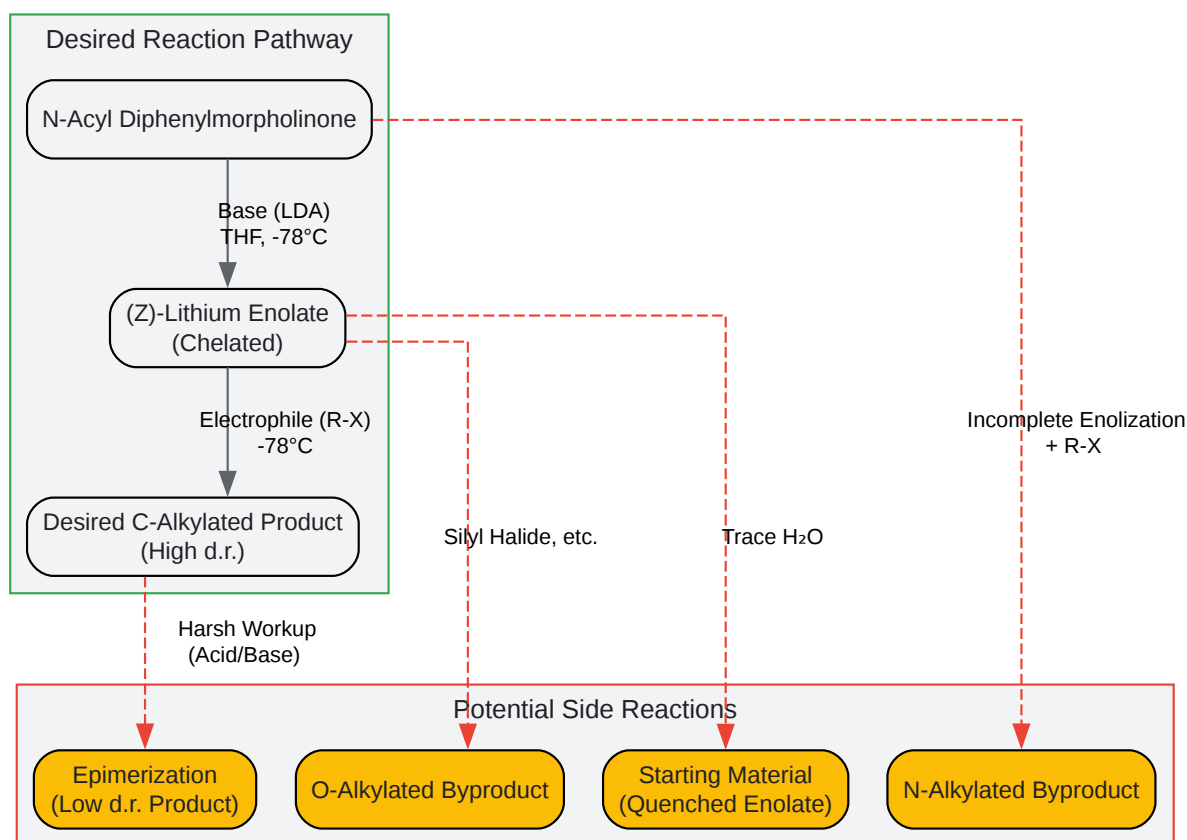 Desired Reaction Pathway
N-Acyl Diphenylmorpholinone
Base (LDA)
THF, -78°C
(Z)-Lithium Enolate
(Chelated)
Electrophile (R-X)
-78°C
Incomplete Enolization
+ R-X
Desired C-Alkylated Product
(High d.r.)
Silyl Halide, etc.
Trace H₂O
Harsh Workup
(Acid/Base)
Potential Side Reactions
Epimerization
(Low d.r. Product)
O-Alkylated Byproduct
Starting Material
(Quenched Enolate)
N-Alkylated Byproduct